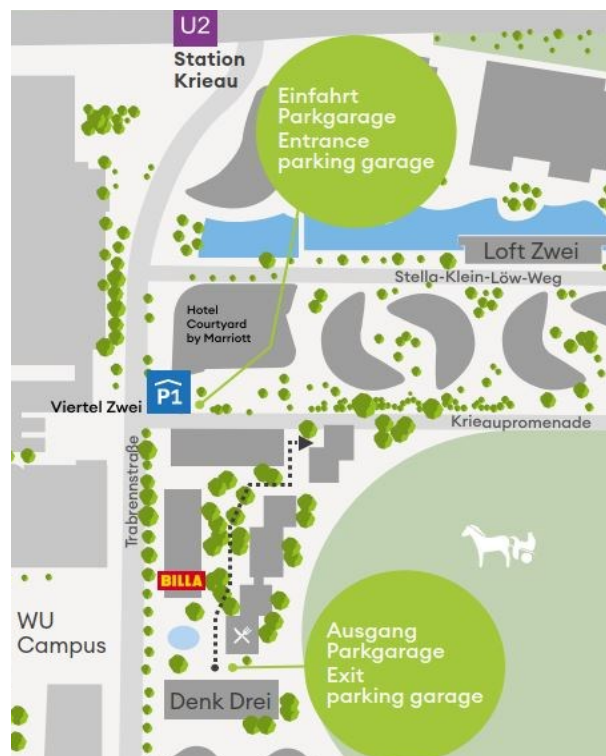 U2
Station
Krieau
Einfahrt
Parkgarage
Entrance
parking garage
Loft Zwei
Stella-Klein-Löw-Weg
Hotel
Courtyard
by Marriott
P1
Viertel Zwei
Krieaupromenade
Trabrennstraße
BILLA
WU
Campus
Ausgang
Parkgarage
Exit
parking garage
Denk Drei